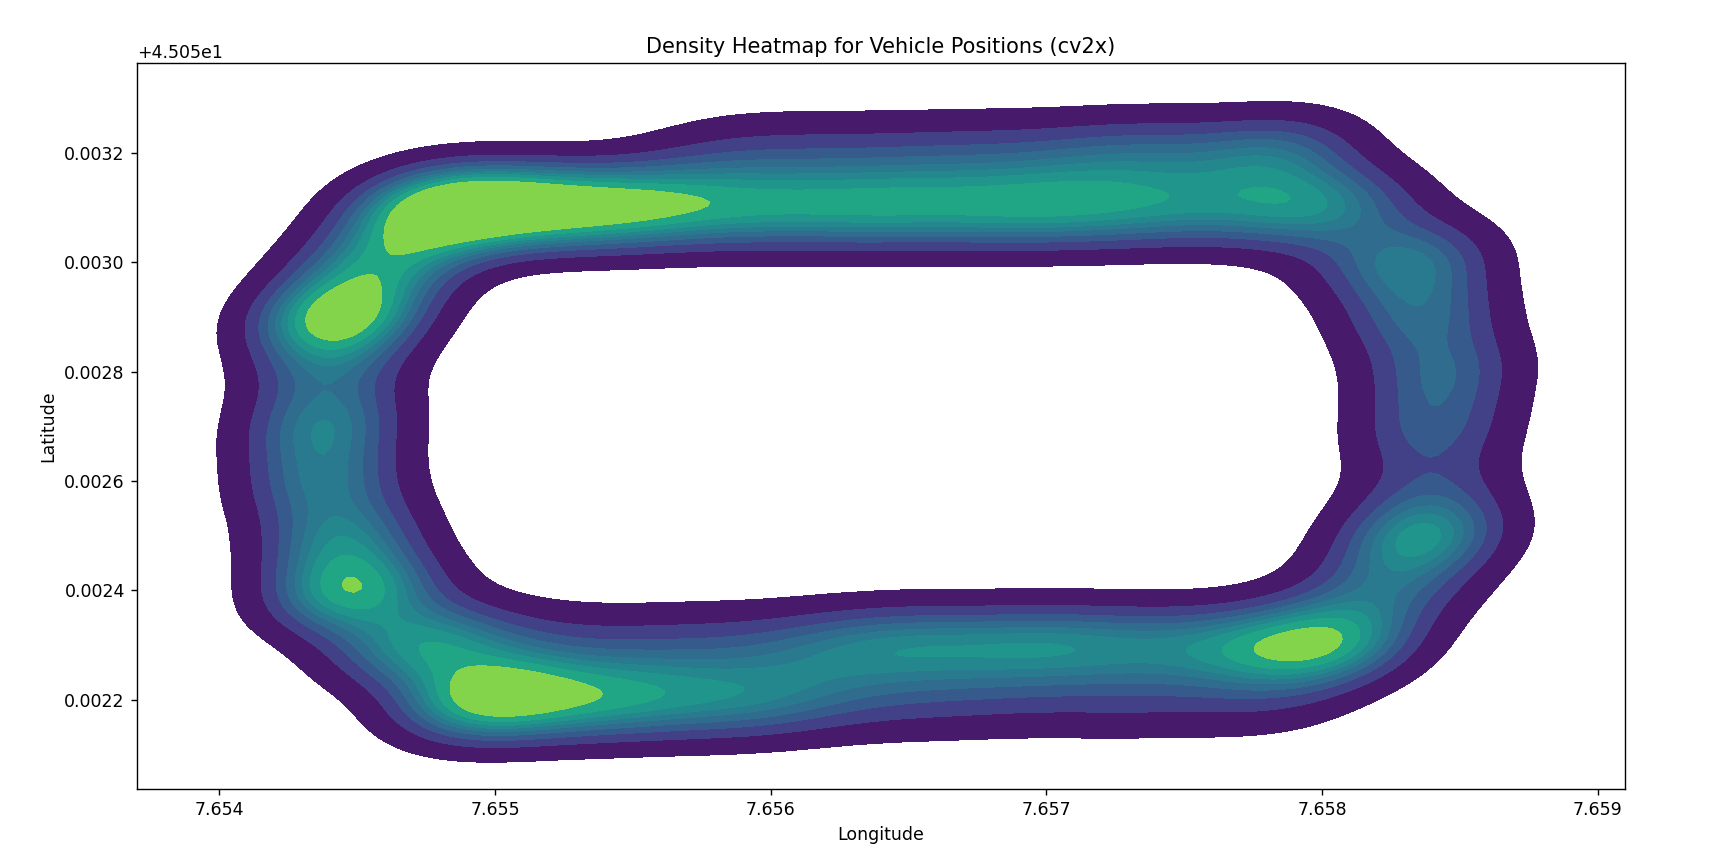 Density Heatmap for Vehicle Positions (cv2x)
+4.505e1
0.0032
0.0030
0.0028
0.0026
0.0024
0.0022
Latitude
7.654 7.655 7.656 7.657 7.658 7.659
Longitude